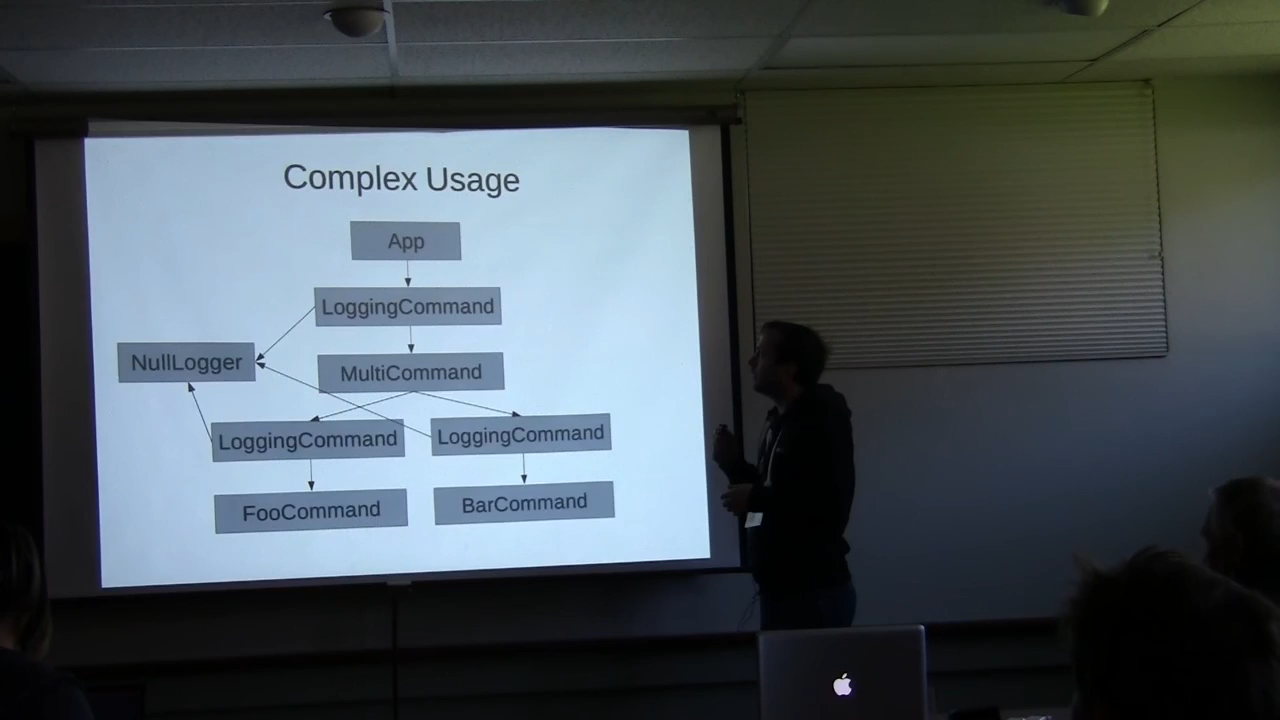 Complex Usage
App
LoggingCommand
NullLogger
MultiCommand
LoggingCommand
LoggingCommand
FooCommand
BarCommand